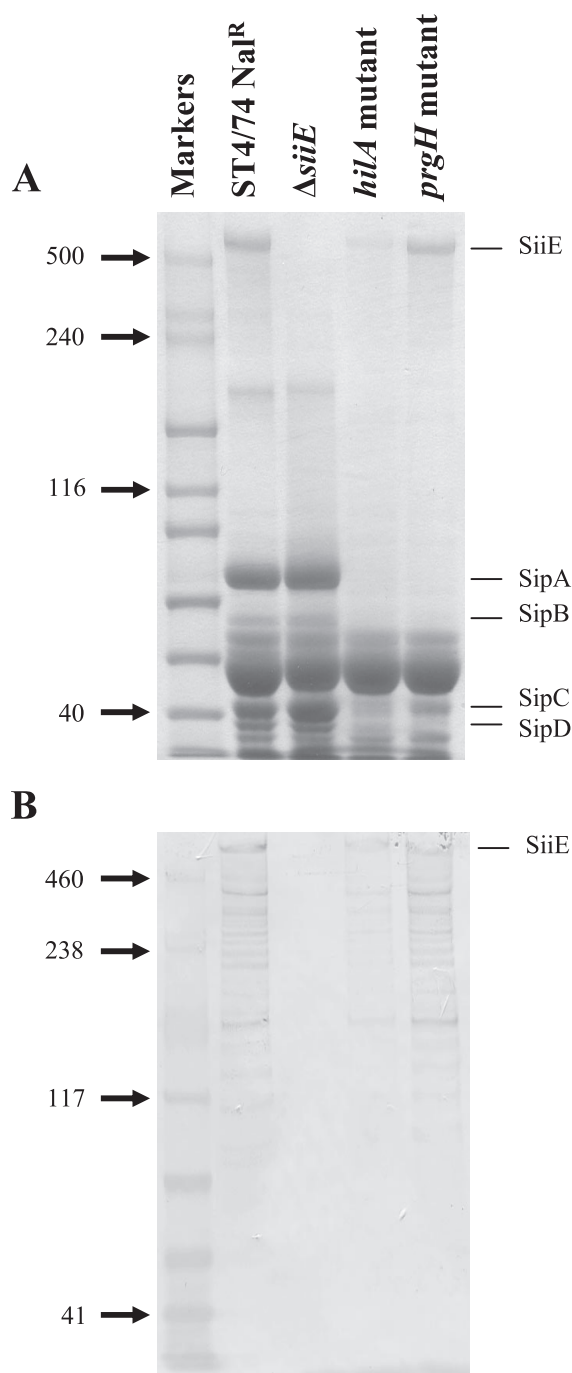 Markers
ST4/74 Nal^R
ΔsiiE
hilA mutant
prgH mutant
A
500
240
116
40
SiiE
SipA
SipB
SipC
SipD
B
460
238
117
41
SiiE